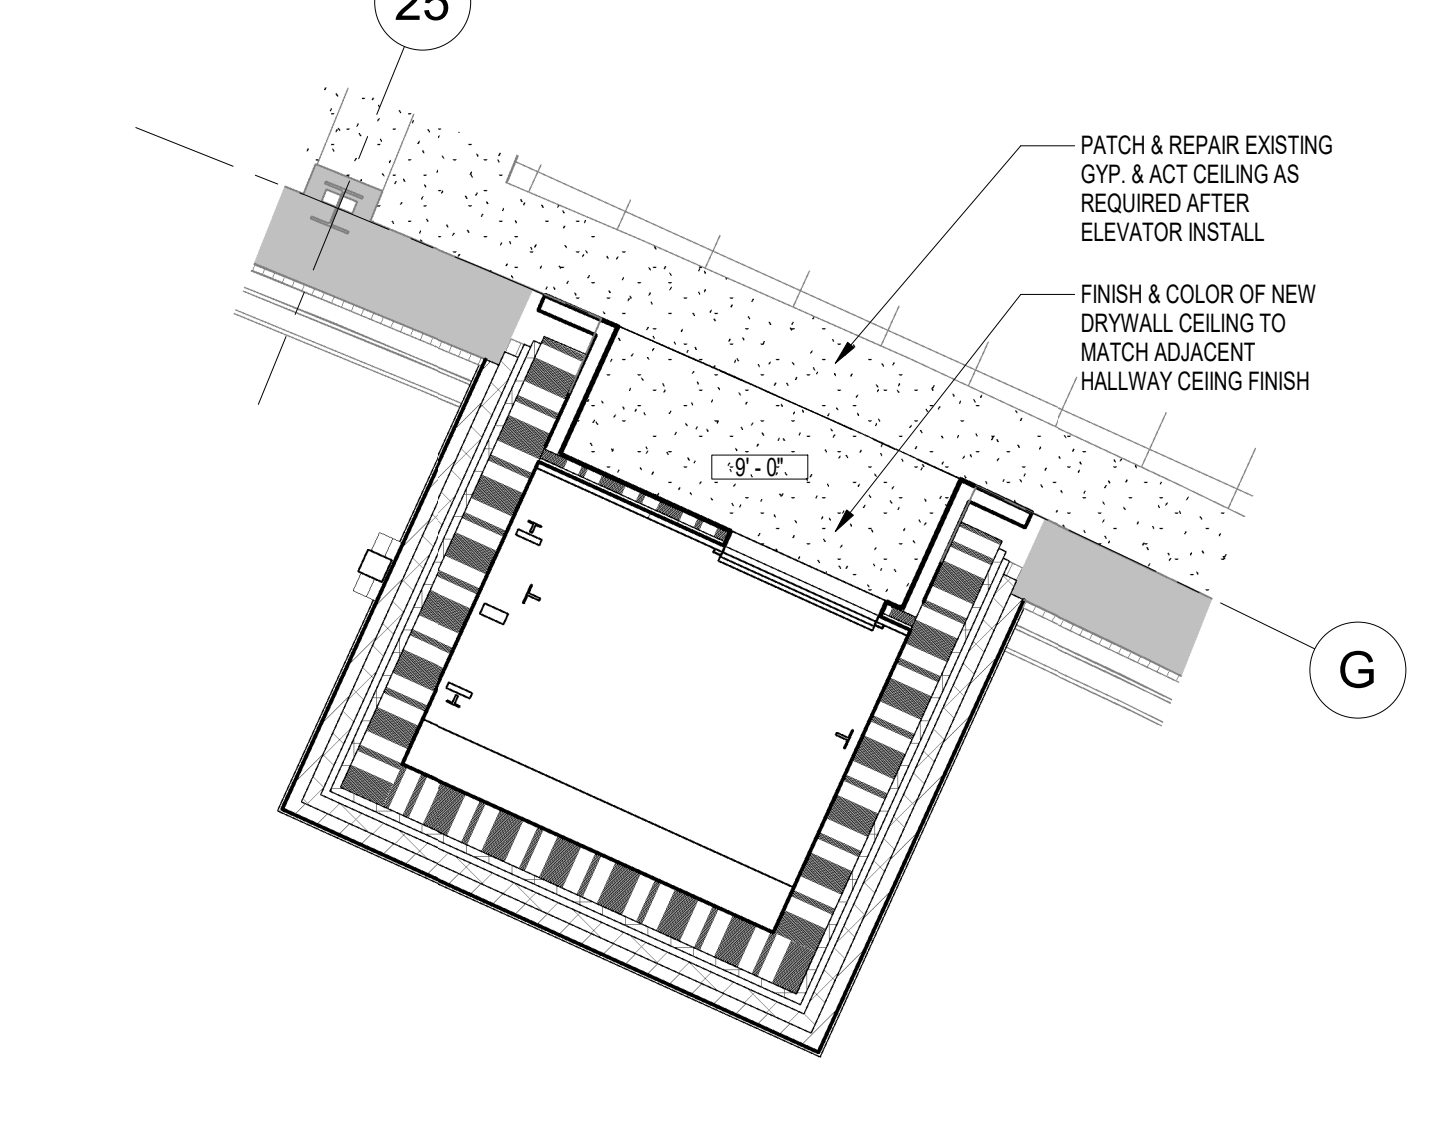 25
PATCH & REPAIR EXISTING
GYP. & ACT CEILING AS
REQUIRED AFTER
ELEVATOR INSTALL
FINISH & COLOR OF NEW
DRYWALL CEILING TO
MATCH ADJACENT
HALLWAY CEIING FINISH
9' - 0"
G